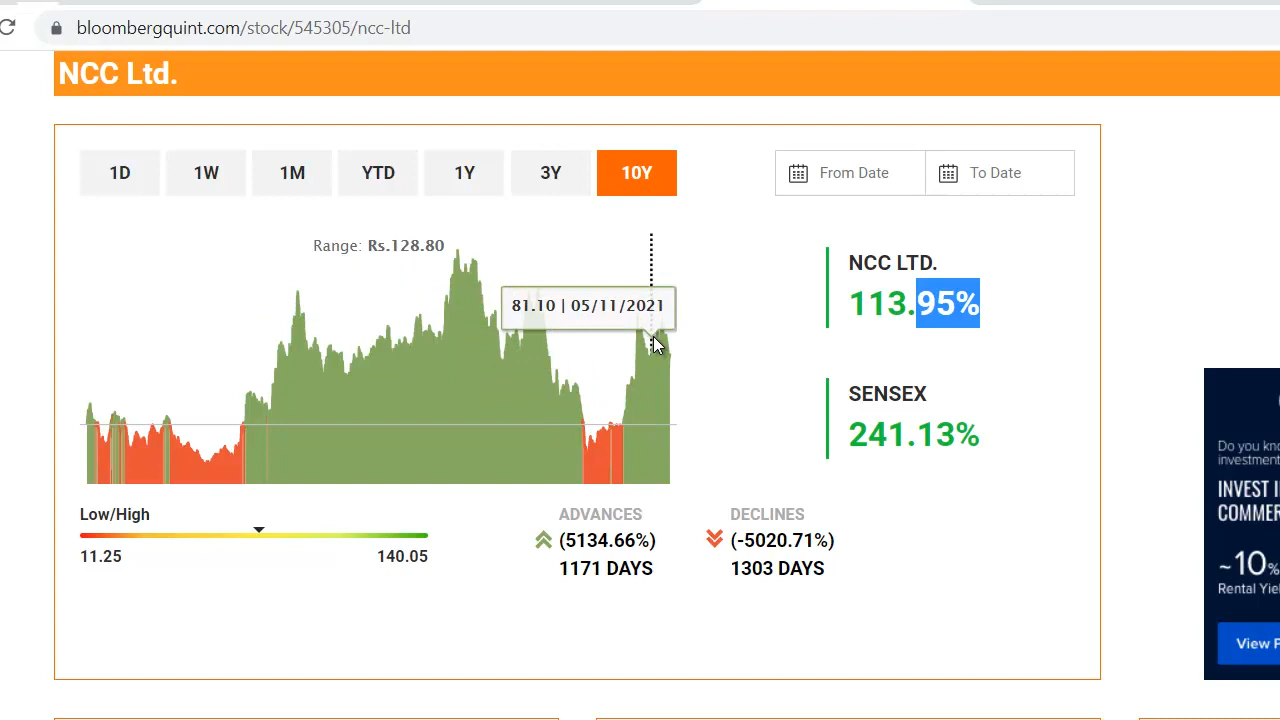 bloombergquint.com/stock/545305/ncc-ltd
NCC Ltd.
1D 1W 1M YTD 1Y 3Y 10Y
From Date To Date
Range: Rs.128.80
81.10 | 05/11/2021
NCC LTD.
113.95%
SENSEX
241.13%
Low/High
11.25 140.05
ADVANCES
(5134.66%)
1171 DAYS
DECLINES
(-5020.71%)
1303 DAYS
Do you
investment
INVEST
~10%
Rental
View